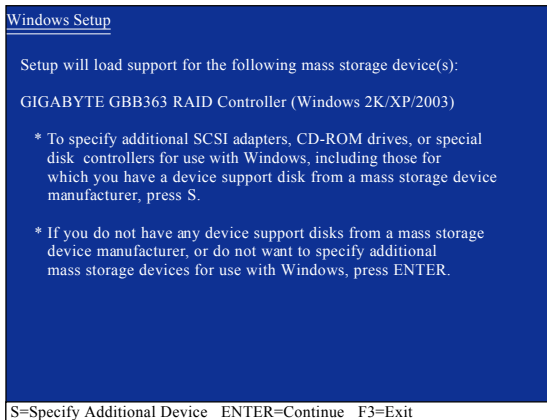 Windows Setup
Setup will load support for the following mass storage device(s):
GIGABYTE GBB363 RAID Controller (Windows 2K/XP/2003)
* To specify additional SCSI adapters, CD-ROM drives, or special
disk controllers for use with Windows, including those for
which you have a device support disk from a mass storage device
manufacturer, press S.
* If you do not have any device support disks from a mass storage
device manufacturer, or do not want to specify additional
mass storage devices for use with Windows, press ENTER.
S=Specify Additional Device ENTER=Continue F3=Exit